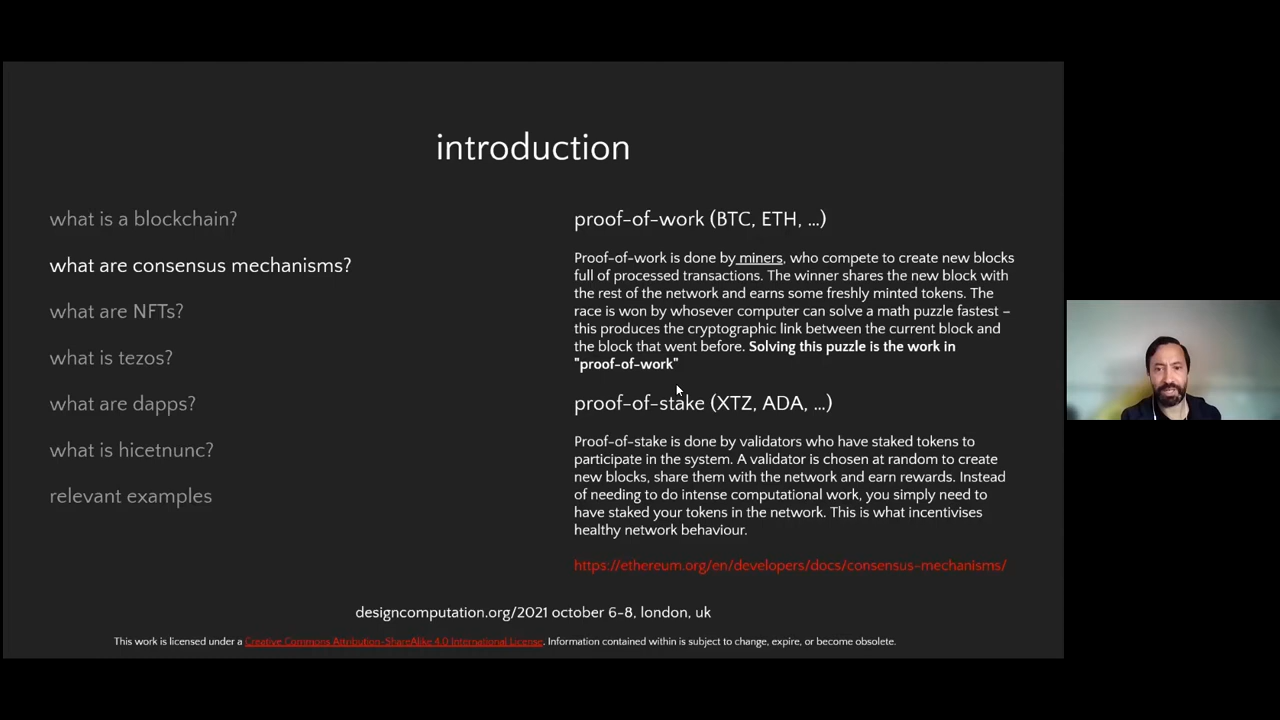 introduction
what is a blockchain?
what are consensus mechanisms?
what are NFTs?
what is tezos?
what are dapps?
what is hicetnunc?
relevant examples
proof-of-work (BTC, ETH, ...)
Proof-of-work is done by miners, who compete to create new blocks
full of processed transactions. The winner shares the new block with
the rest of the network and earns some freshly minted tokens. The
race is won by whosever computer can solve a math puzzle fastest –
this produces the cryptographic link between the current block and
the block that went before. Solving this puzzle is the work in
"proof-of-work"
proof-of-stake (XTZ, ADA, ...)
Proof-of-stake is done by validators who have staked tokens to
participate in the system. A validator is chosen at random to create
new blocks, share them with the network and earn rewards. Instead
of needing to do intense computational work, you simply need to
have staked your tokens in the network. This is what incentivises
healthy network behaviour.
https://ethereum.org/en/developers/docs/consensus-mechanisms/
designcomputation.org/2021 october 6-8, london, uk
This work is licensed under a Creative Commons Attribution-ShareAlike 4.0 International License. Information contained within is subject to change, expire, or become obsolete.